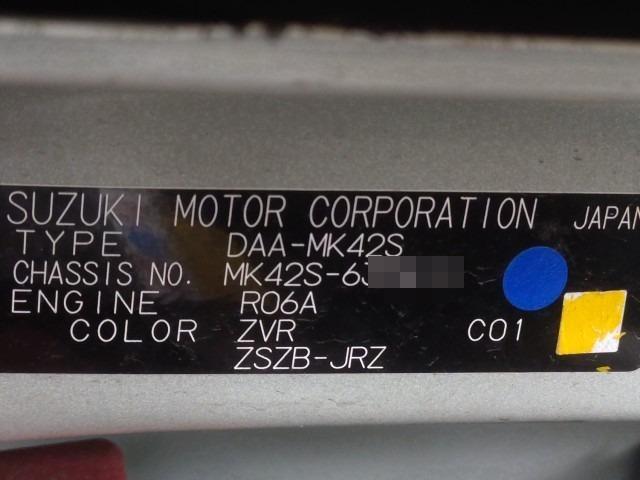 SUZUKI MOTOR CORPORATION JAPAN
TYPE DAA-MK42S
CHASSIS NO. MK42S-6
ENGINE R06A
COLOR ZVR C01
ZSZB-JRZ